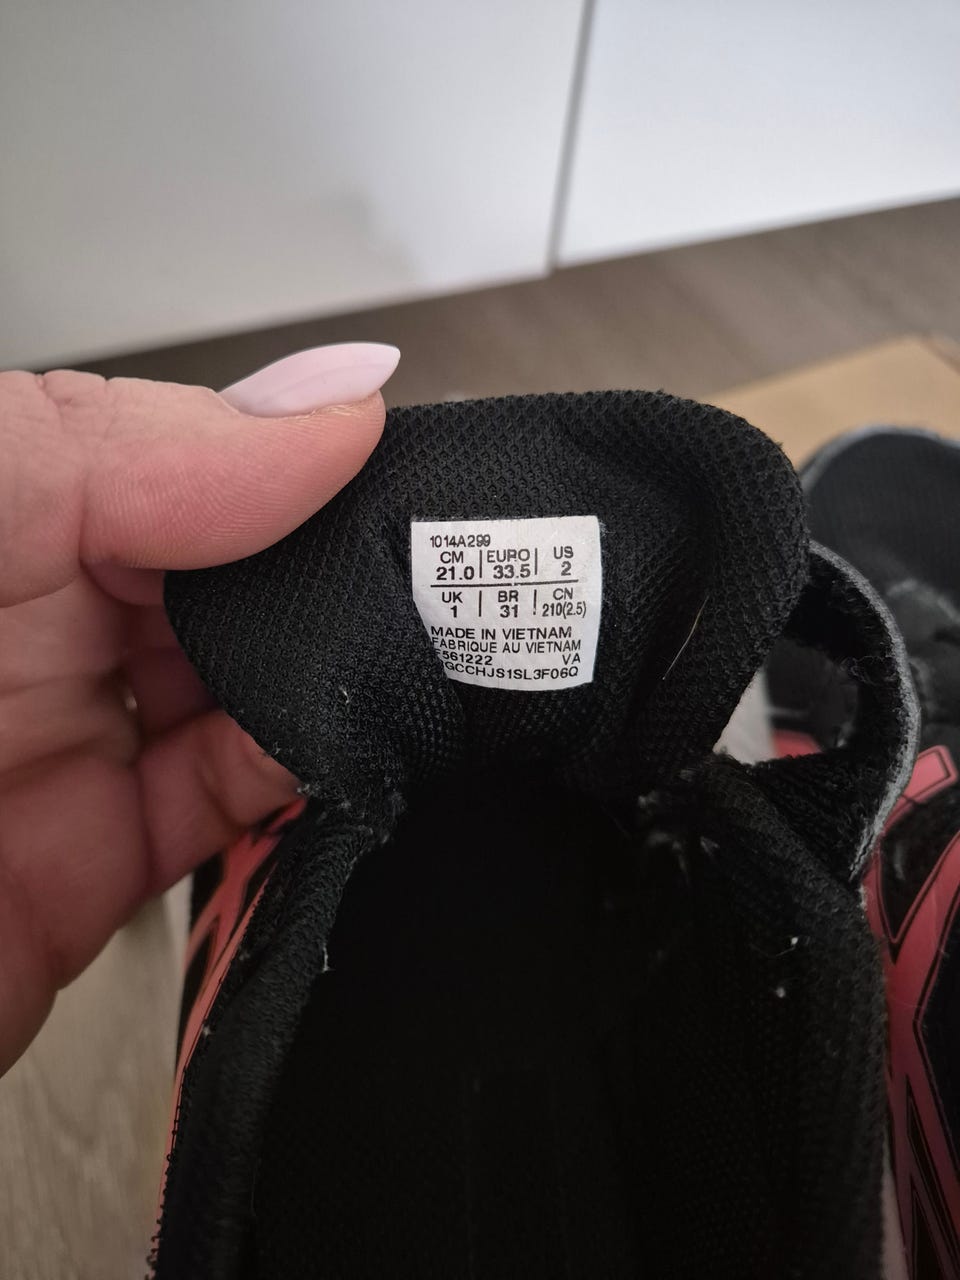 1014A299
CM | EURO | US
21.0 | 33.5 | 2
UK | BR | CN
1 | 31 | 210(2.5)
MADE IN VIETNAM
FABRIQUE AU VIETNAM
F561222 VA
GCCHJS1SL3F06Q